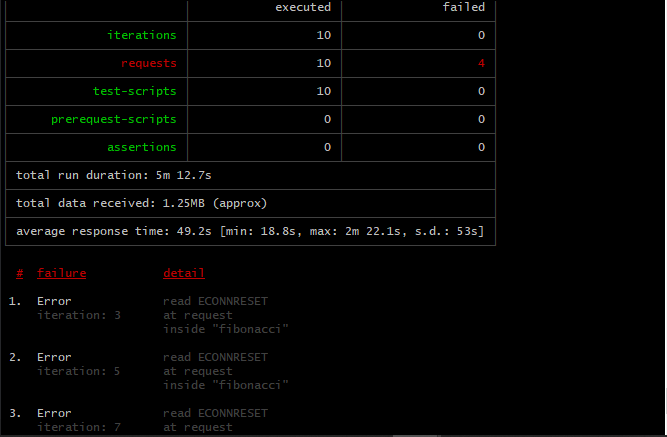 executed failed
iterations 10 0
requests 10 4
test-scripts 10 0
prerequest-scripts 0 0
assertions 0 0
total run duration: 5m 12.7s
total data received: 1.25MB (approx)
average response time: 49.2s [min: 18.8s, max: 2m 22.1s, s.d.: 53s]
# failure detail
1. Error read ECONNRESET
iteration: 3 at request
inside "fibonacci"
2. Error read ECONNRESET
iteration: 5 at request
inside "fibonacci"
3. Error read ECONNRESET
iteration: 7 at request